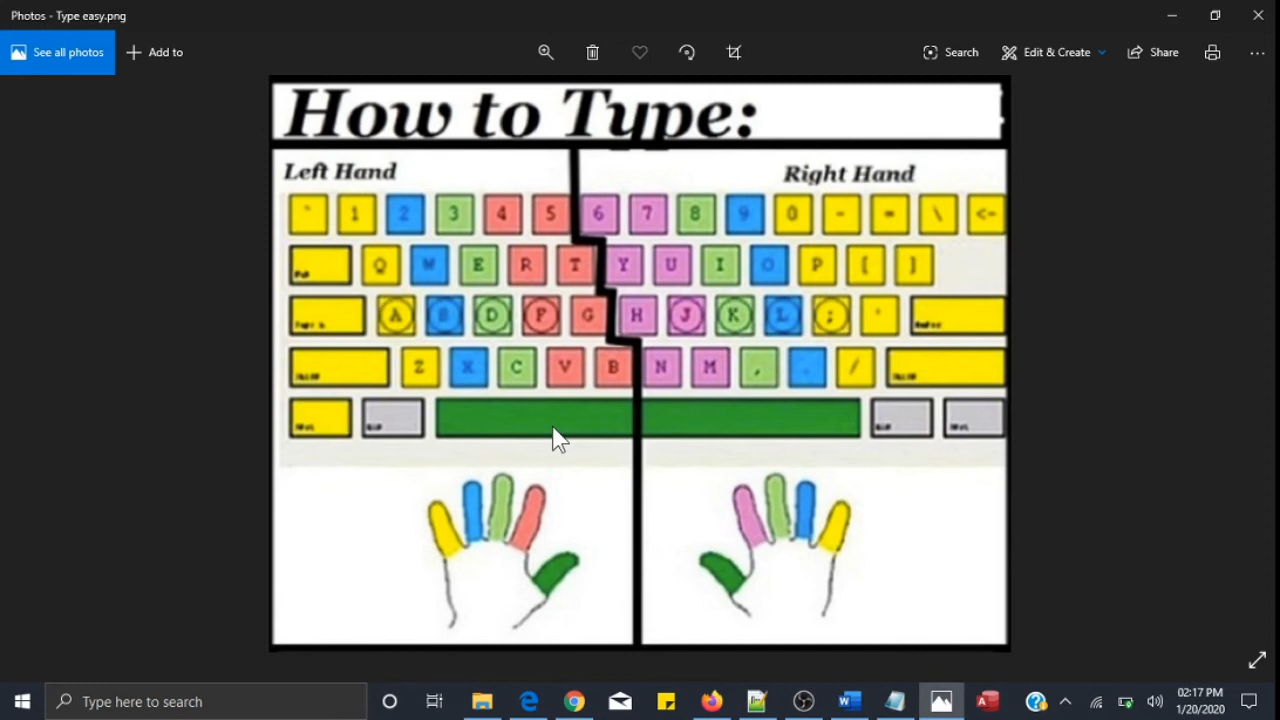 Photos - Type easy.png
See all photos
Add to
Search
Edit & Create
Share
How to Type:
Left Hand
Right Hand
` 1 2 3 4 5 6 7 8 9 0 - = \ <-
Q W E R T Y U I O P [ ]
A S D F G H J K L ; '
Z X C V B N M , . /
Type here to search
02:17 PM
1/20/2020